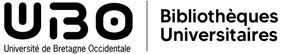 UBO
Université de Bretagne Occidentale
Bibliothèques
Universitaires